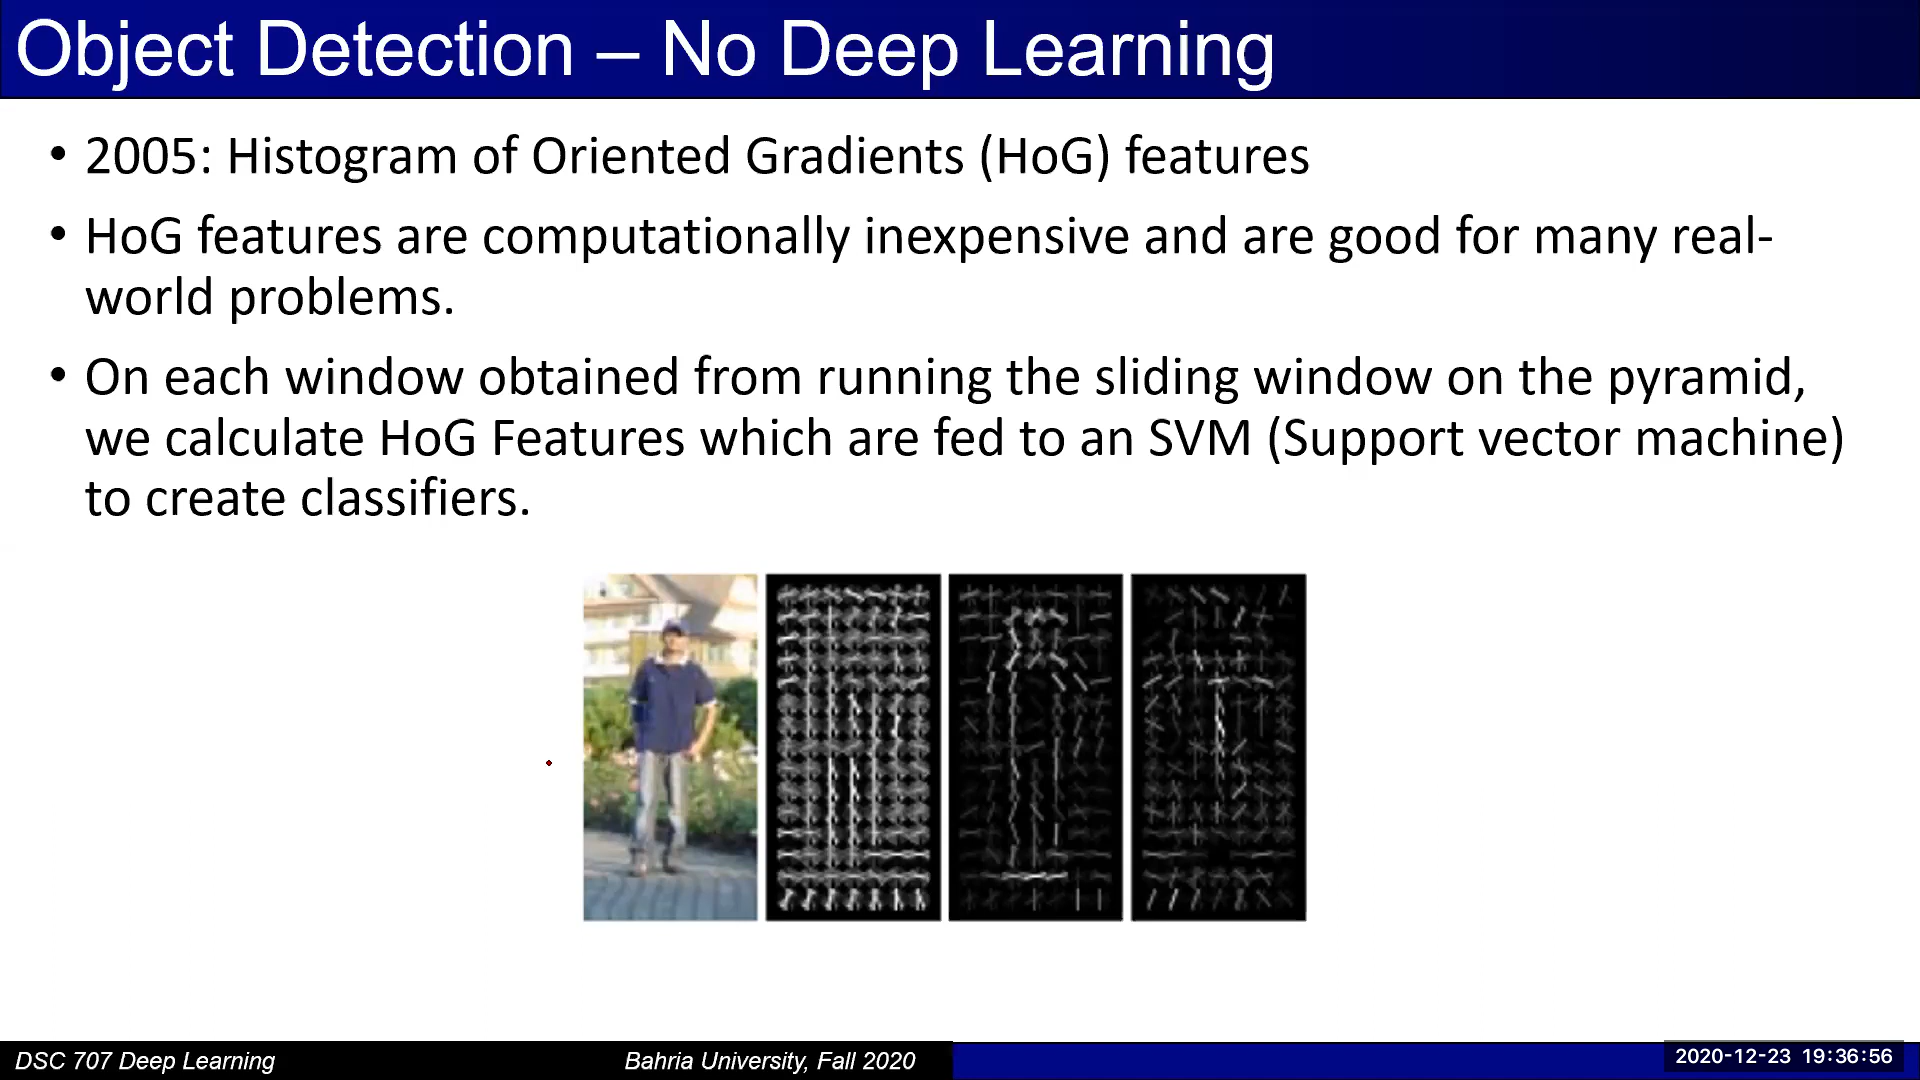 Object Detection – No Deep Learning
• 2005: Histogram of Oriented Gradients (HoG) features
• HoG features are computationally inexpensive and are good for many real-
world problems.
• On each window obtained from running the sliding window on the pyramid,
we calculate HoG Features which are fed to an SVM (Support vector machine)
to create classifiers.
DSC 707 Deep Learning
Bahria University, Fall 2020
2020-12-23 19:36:56